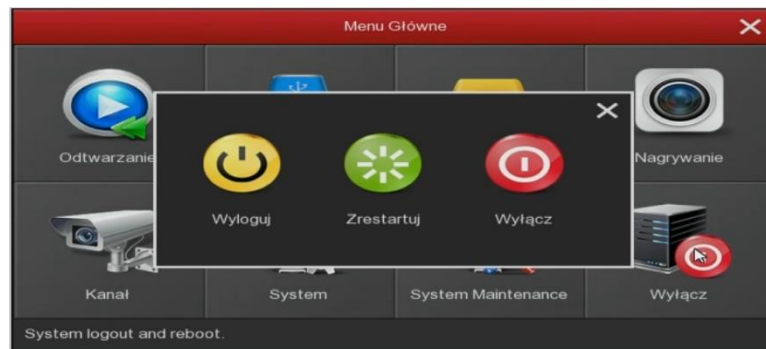 Menu Główne
Odtwarzanie
Nagrywanie
Wyloguj
Zrestartuj
Wyłącz
Kanał
System
System Maintenance
Wyłącz
System logout and reboot.